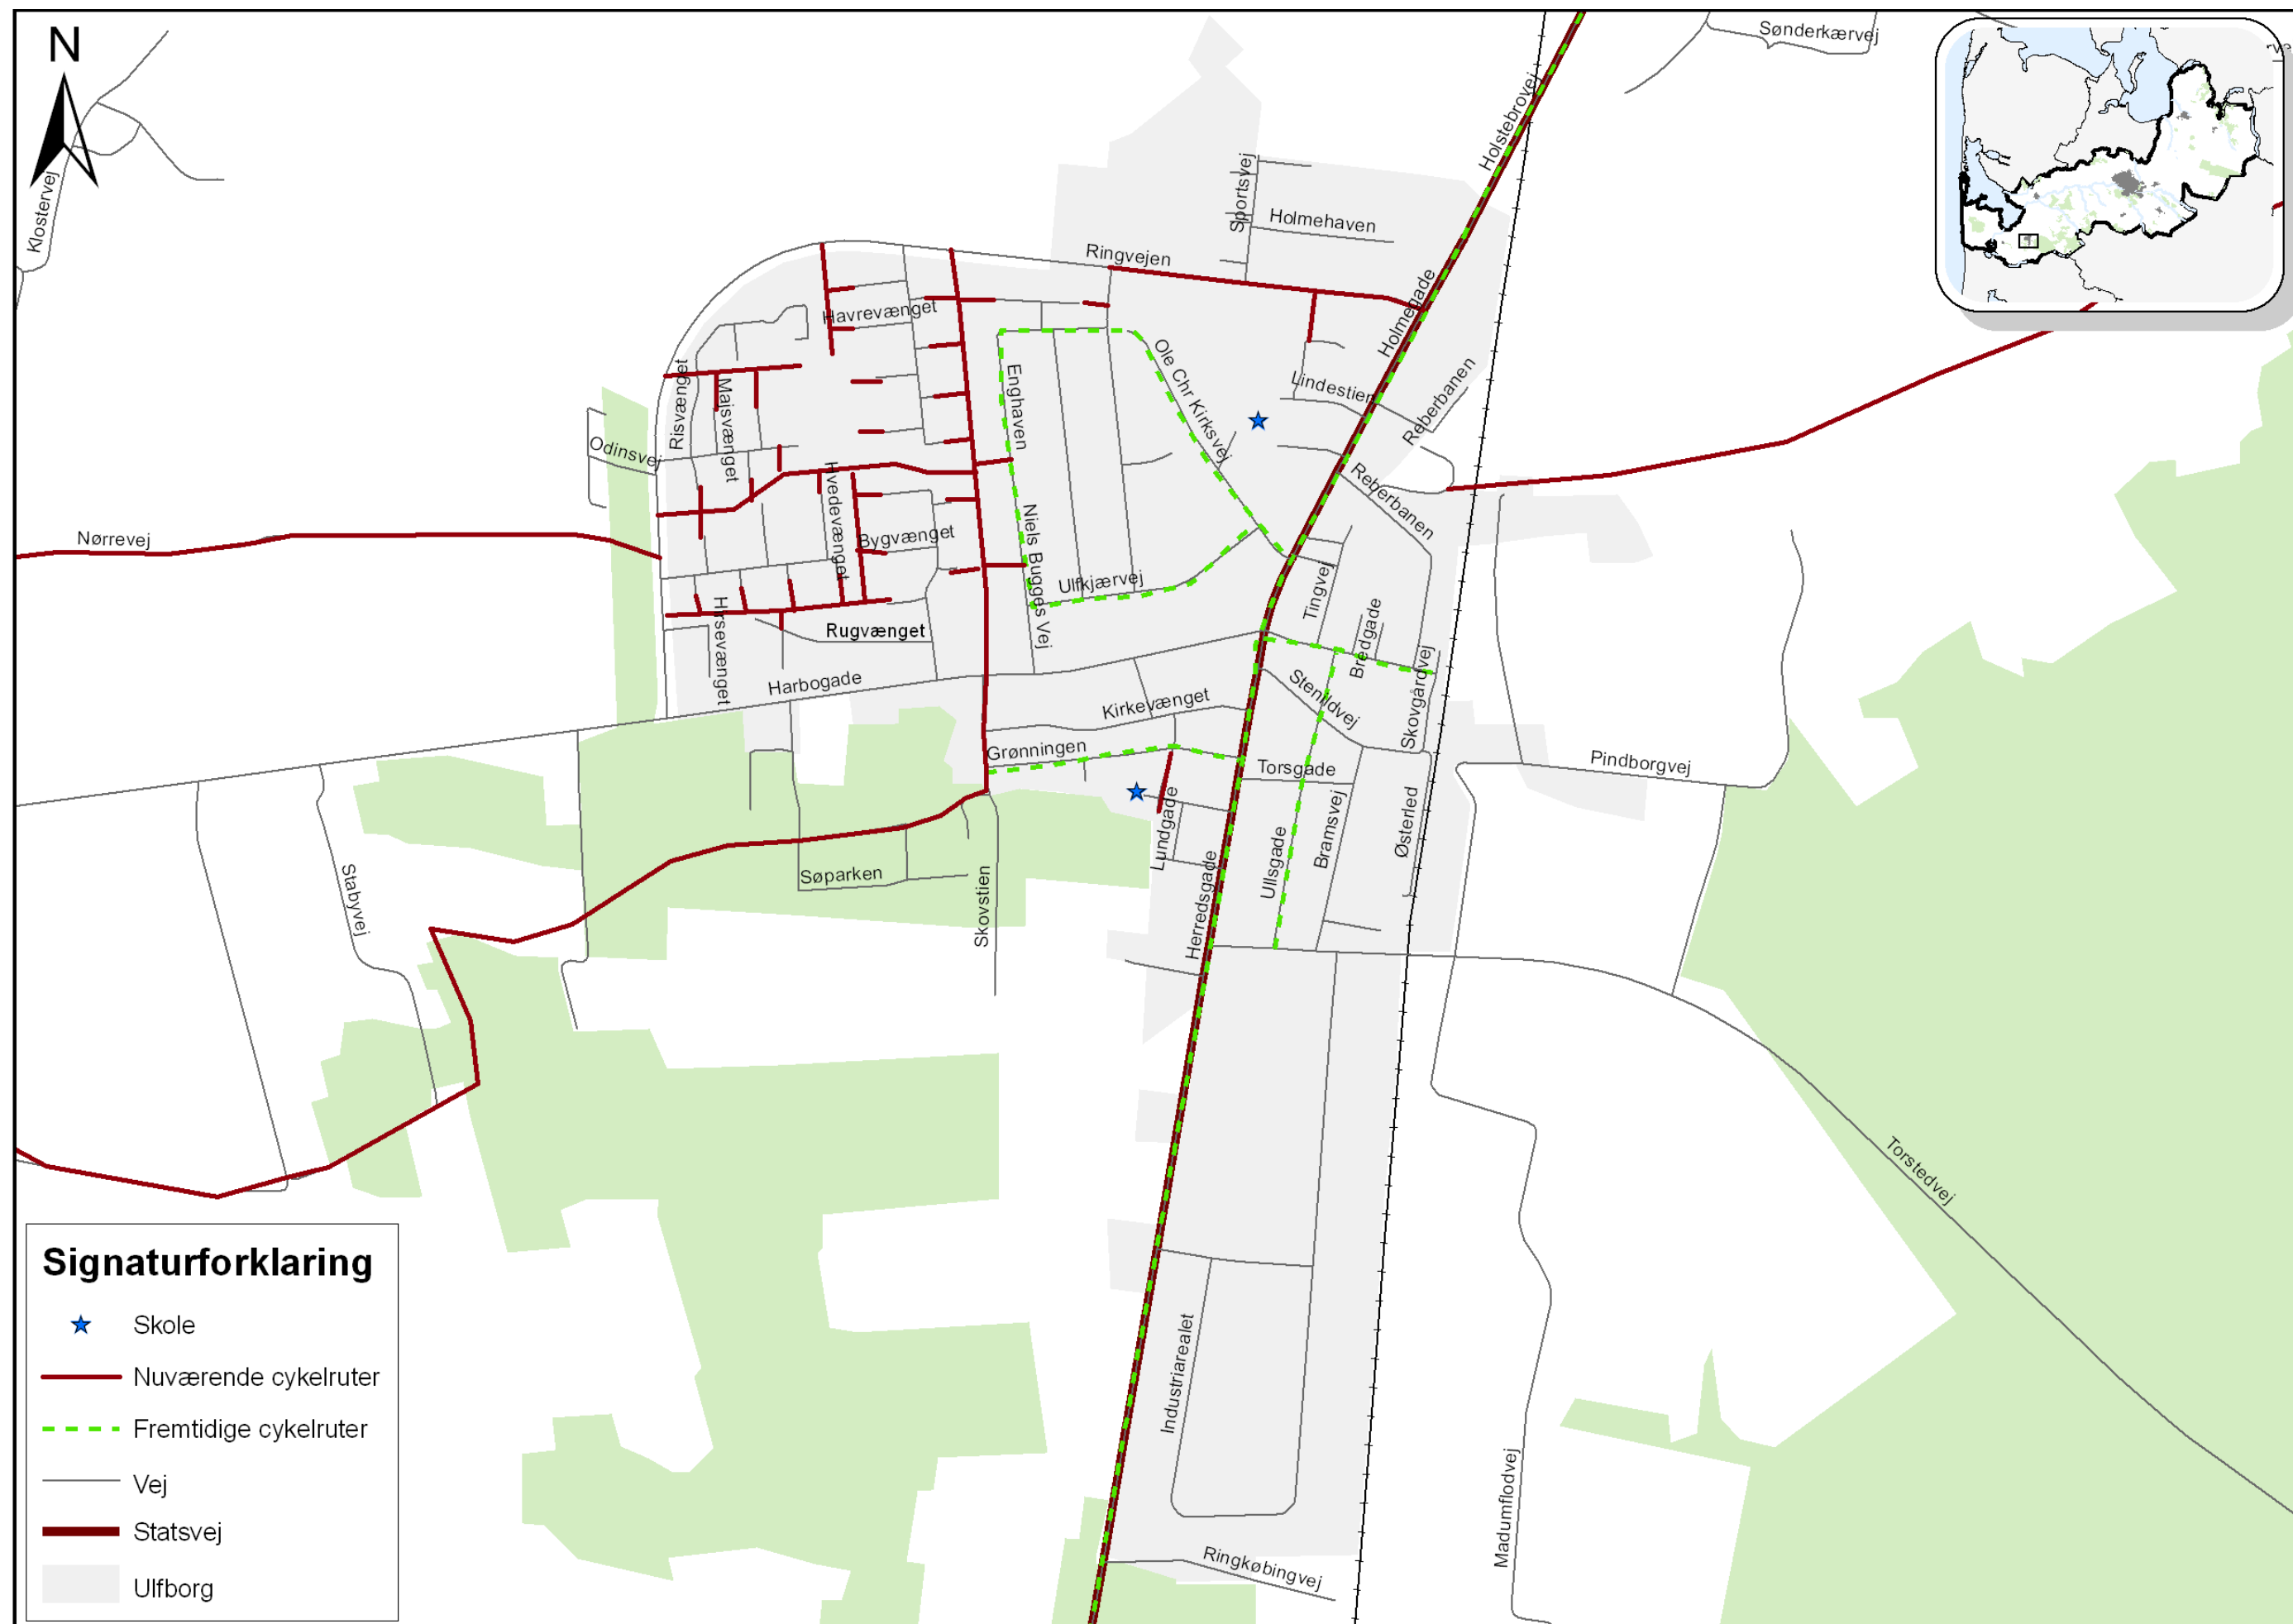 N
Sønderkærvej
Klostervej
Holstebrovej
Sportsvej
Holmehaven
Ringvejen
Holmegade
Havrevænget
Ole Chr Kirksvej
Enghaven
Lindestien
Reberbanen
Risvænget
Majsvænget
Odinsvej
Hvedevænget
Reberbanen
Nørrevej
Bygvænget
Niels Bugges Vej
Ulfkjærvej
Tingvej
Bredgade
Hirsevænget
Rugvænget
Harbogade
Kirkevænget
Stenildvej
Skovgårdvej
Grønningen
Torsgade
Pindborgvej
Lundgade
Bramsvej
Østerled
Ullsgade
Søparken
Stabyvej
Skovstien
Herredsgade
Torstedvej
Industriarealet
Madumflodvej
Ringkøbingvej
Signaturforklaring
Skole
Nuværende cykelruter
Fremtidige cykelruter
Vej
Statsvej
Ulfborg